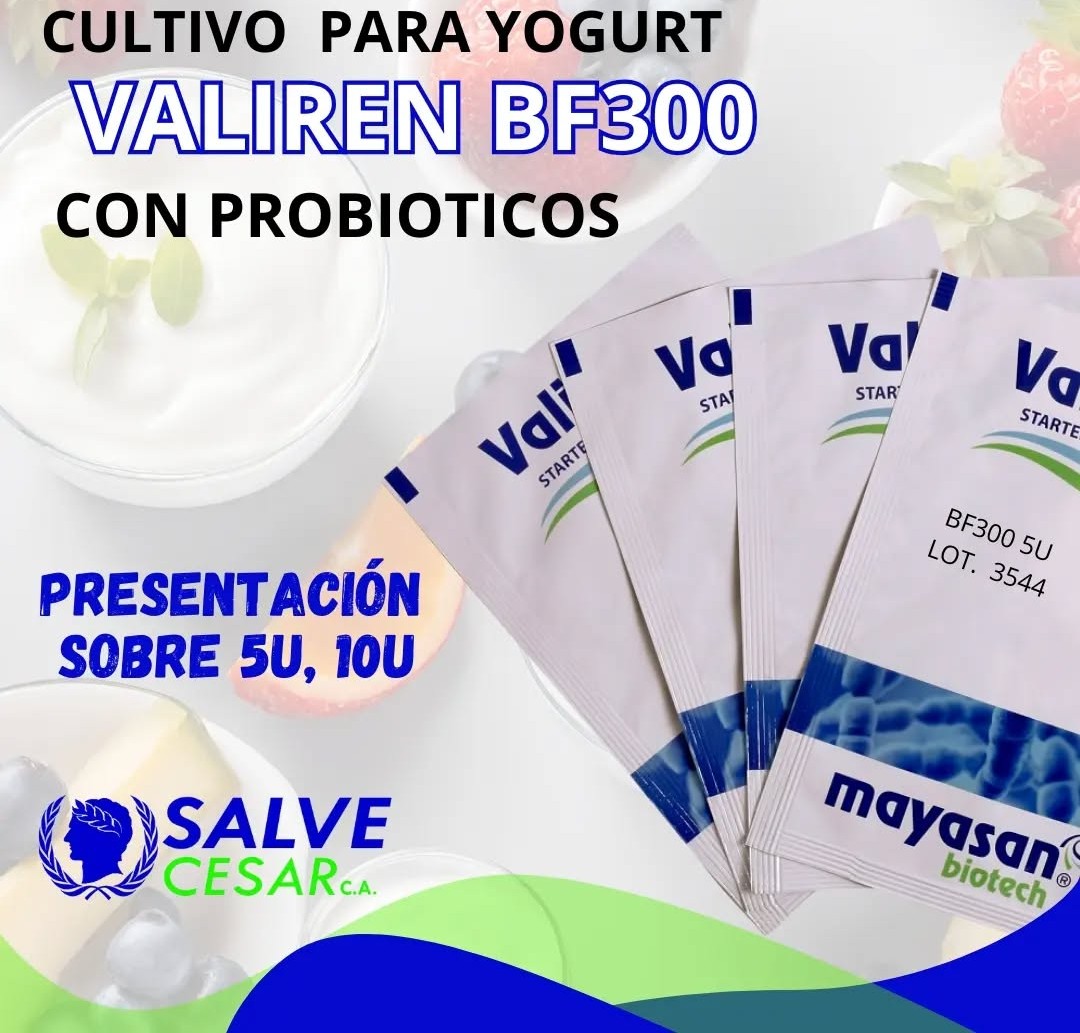 CULTIVO PARA YOGURT
VALIREN BF300
CON PROBIOTICOS
BF300 5U
LOT. 3544
PRESENTACIÓN
SOBRE 5U, 10U
SALVE
CESAR C.A.
mayasan®
biotech